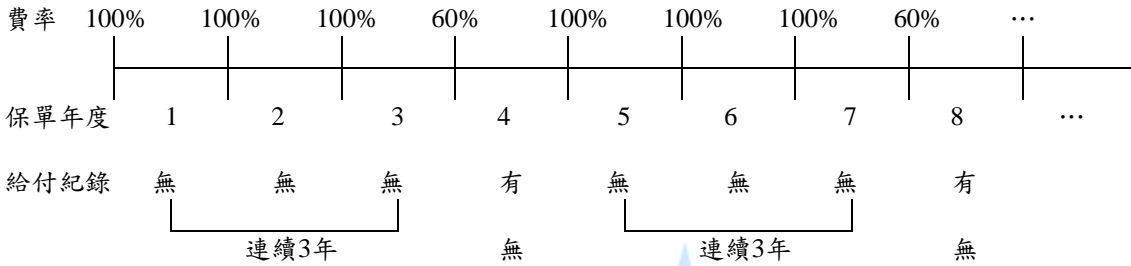 費率 100% 100% 100% 60% 100% 100% 100% 60% …
保單年度 1 2 3 4 5 6 7 8 …
給付紀錄 無 無 無 有 無 無 無 有
連續3年 無 連續3年 無